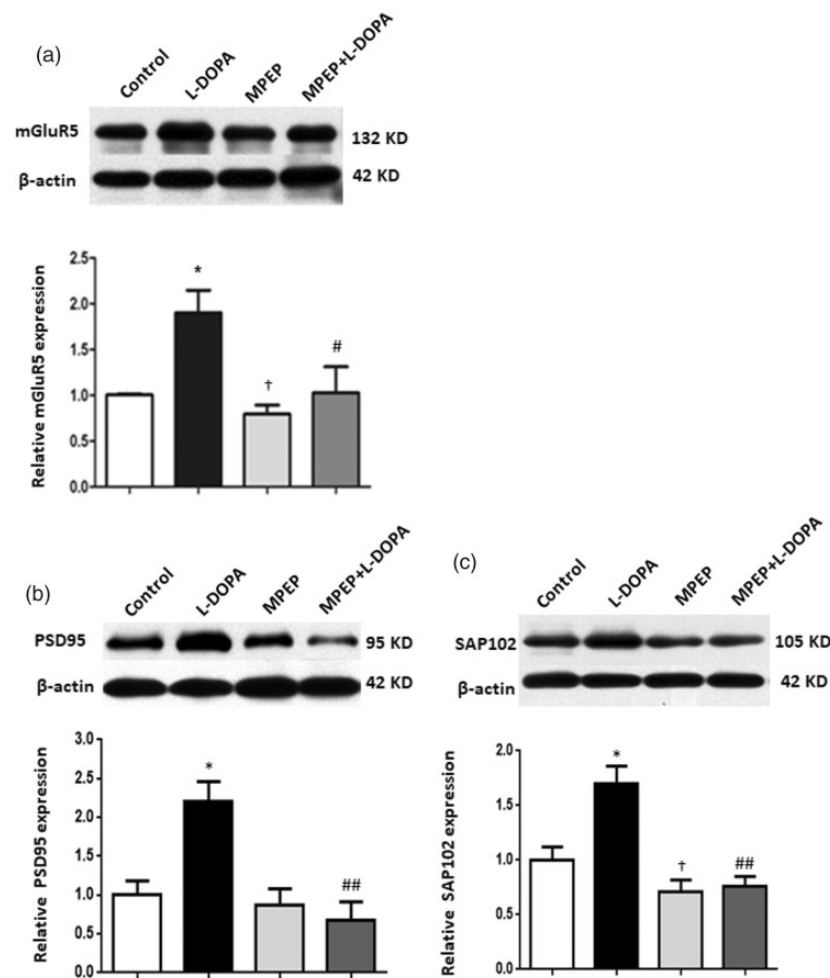 (a)
Control L-DOPA MPEP MPEP+L-DOPA
mGluR5 132 KD
β-actin 42 KD
Relative mGluR5 expression
2.5
2.0
1.5
1.0
0.5
0.0
*
†
#
(b)
Control L-DOPA MPEP MPEP+L-DOPA
PSD95 95 KD
β-actin 42 KD
Relative PSD95 expression
3.0
2.5
2.0
1.5
1.0
0.5
0.0
*
##
(c)
Control L-DOPA MPEP MPEP+L-DOPA
SAP102 105 KD
β-actin 42 KD
Relative SAP102 expression
2.0
1.5
1.0
0.5
0.0
*
†
##